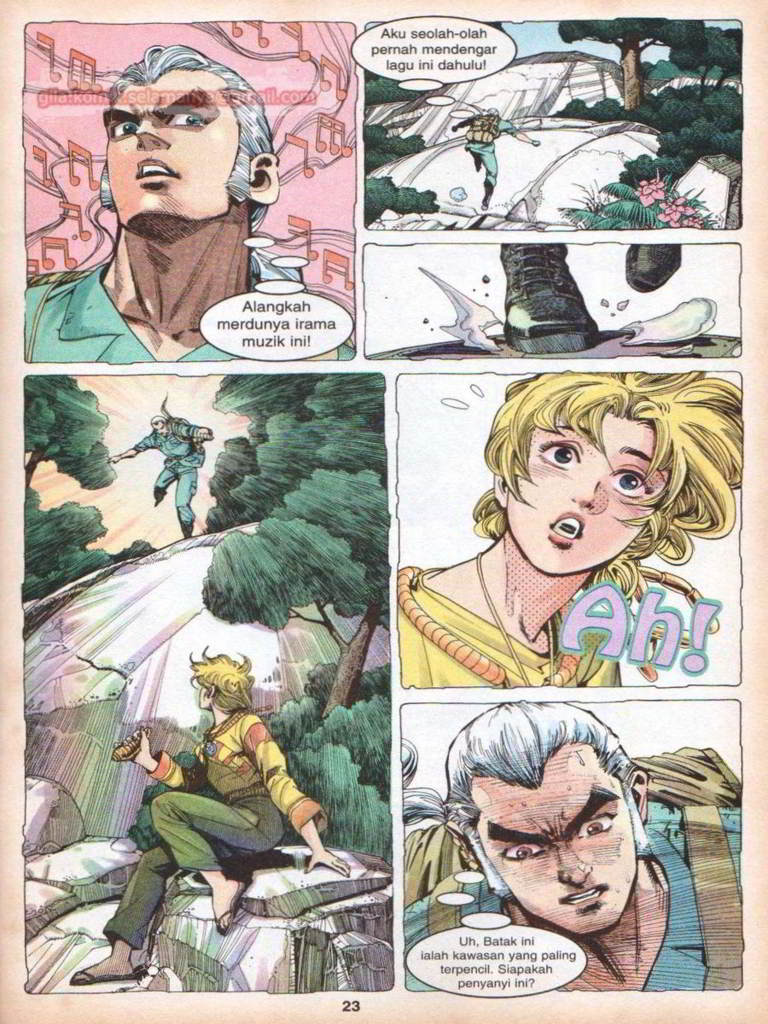 Alangkah
merdunya irama
muzik ini!
Aku seolah-olah
pernah mendengar
lagu ini dahulu!
Ah!
Uh, Batak ini
ialah kawasan yang paling
terpencil. Siapakah
penyanyi ini?
23